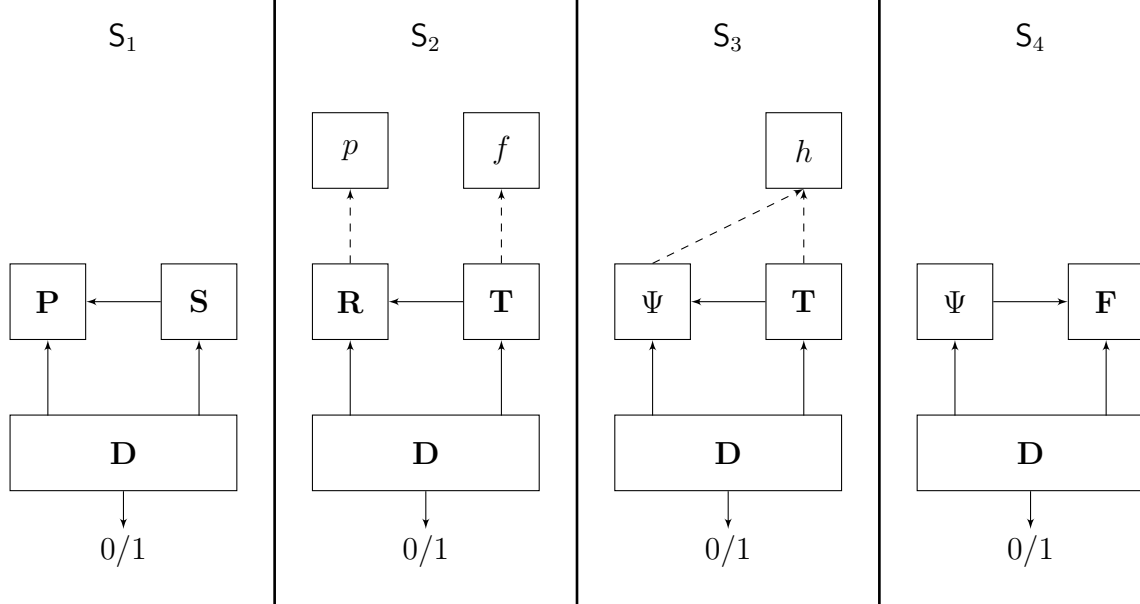 S₁ S₂ S₃ S₄
p f h
P S R T Ψ T Ψ F
D D D D
0/1 0/1 0/1 0/1